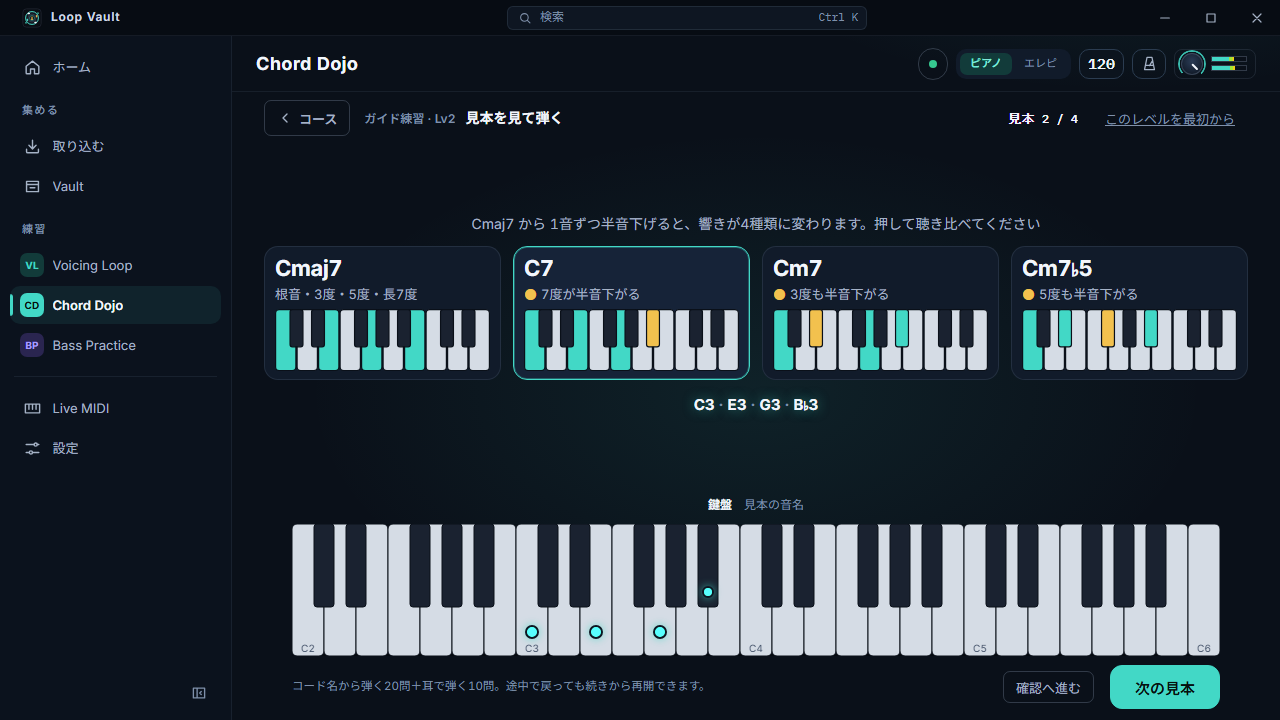 Loop Vault
検索
Ctrl K
ホーム
集める
取り込む
Vault
練習
VL Voicing Loop
CD Chord Dojo
BP Bass Practice
Live MIDI
設定
Chord Dojo
ピアノ
エレピ
120
コース
ガイド練習 · Lv2 見本を見て弾く
見本 2 / 4
このレベルを最初から
Cmaj7 から 1音ずつ半音下げると、響きが4種類に変わります。押して聴き比べてください
Cmaj7
根音・3度・5度・長7度
C7
7度が半音下がる
Cm7
3度も半音下がる
Cm7♭5
5度も半音下がる
C3 · E3 · G3 · B♭3
鍵盤 見本の音名
C2
C3
C4
C5
C6
コード名から弾く20問＋耳で弾く10問。途中で戻っても続きから再開できます。
確認へ進む
次の見本